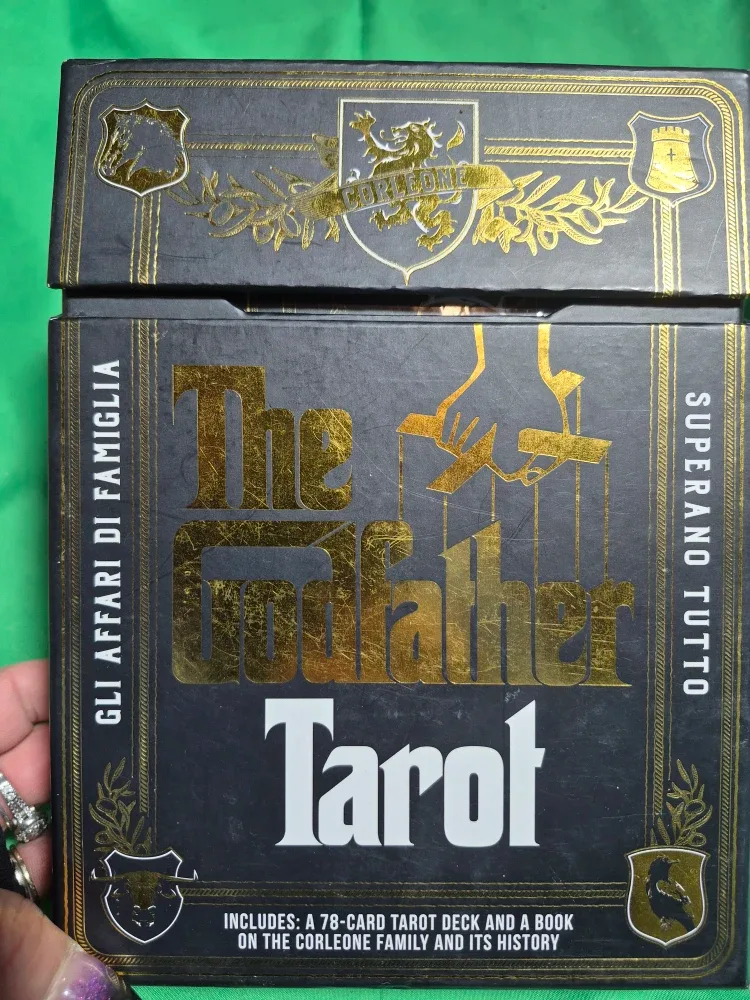 CORLEONE
GLI AFFARI DI FAMIGLIA
The
Godfather
Tarot
SUPERANO TUTTO
INCLUDES: A 78-CARD TAROT DECK AND A BOOK
ON THE CORLEONE FAMILY AND ITS HISTORY